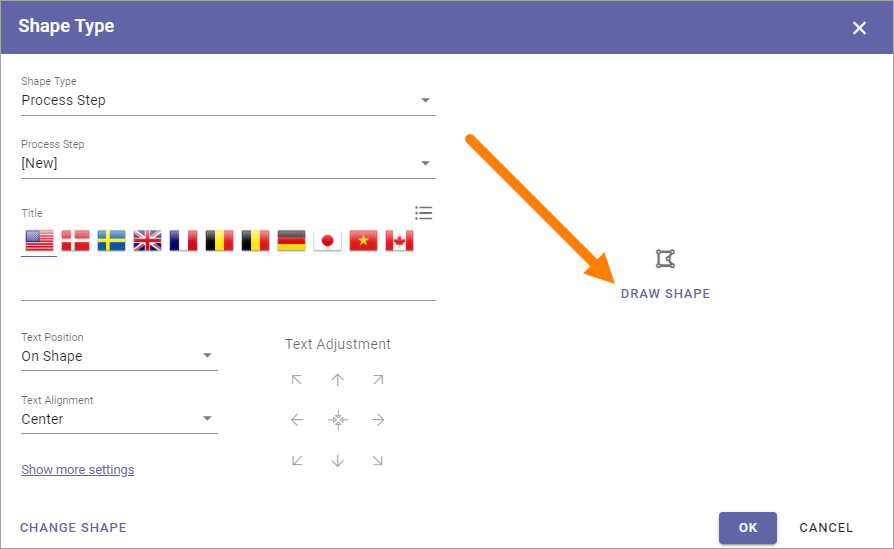 Shape Type
Shape Type
Process Step
Process Step
[New]
Title
Text Position
On Shape
Text Alignment
Center
Show more settings
Text Adjustment
DRAW SHAPE
CHANGE SHAPE
OK
CANCEL